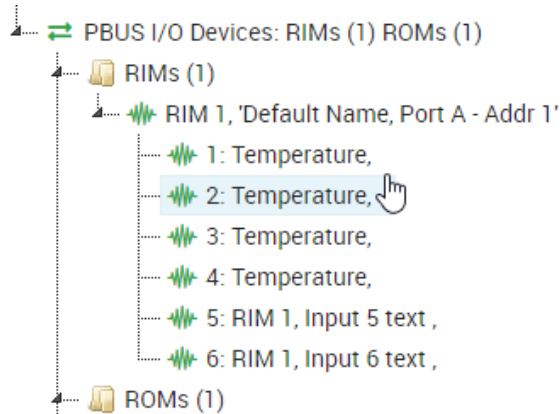 PBUS I/O Devices: RIMs (1) ROMs (1)
RIMs (1)
RIM 1, 'Default Name, Port A - Addr 1'
1: Temperature,
2: Temperature,
3: Temperature,
4: Temperature,
5: RIM 1, Input 5 text ,
6: RIM 1, Input 6 text ,
ROMs (1)